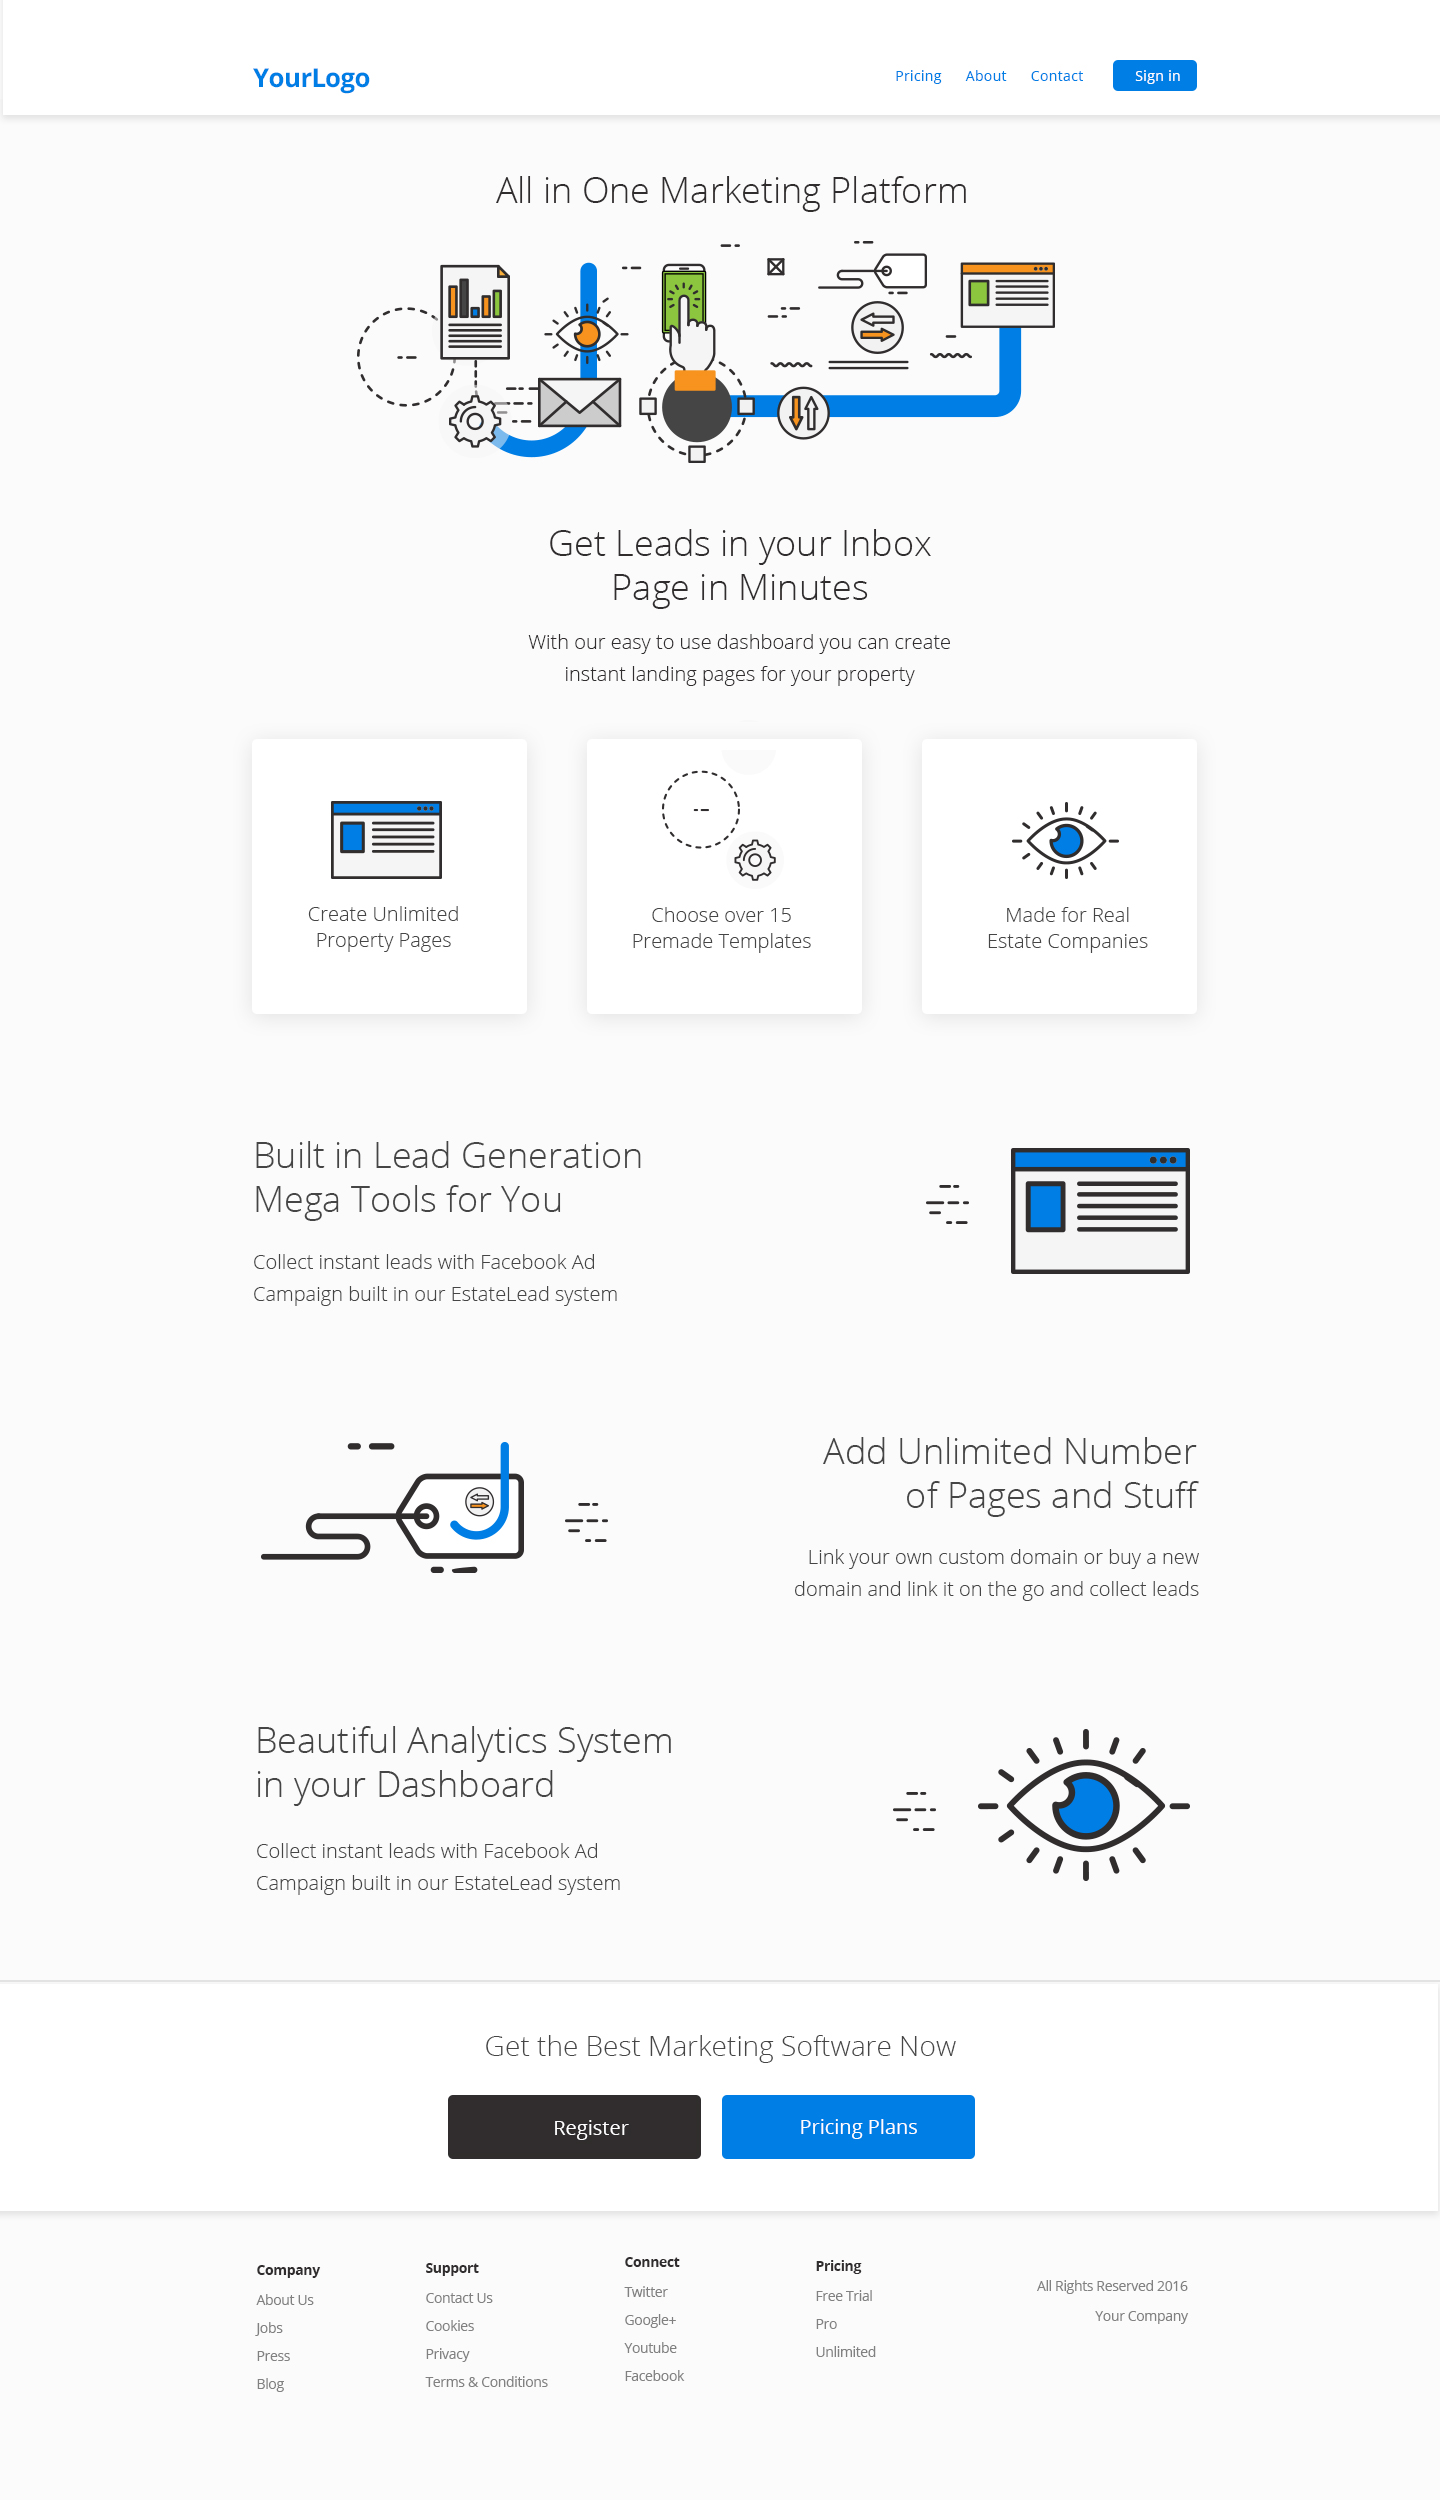 YourLogo
Pricing
About
Contact
Sign in
All in One Marketing Platform
Get Leads in your Inbox
Page in Minutes
With our easy to use dashboard you can create
instant landing pages for your property
Create Unlimited
Property Pages
Choose over 15
Premade Templates
Made for Real
Estate Companies
Built in Lead Generation
Mega Tools for You
Collect instant leads with Facebook Ad
Campaign built in our EstateLead system
Add Unlimited Number
of Pages and Stuff
Link your own custom domain or buy a new
domain and link it on the go and collect leads
Beautiful Analytics System
in your Dashboard
Collect instant leads with Facebook Ad
Campaign built in our EstateLead system
Get the Best Marketing Software Now
Register
Pricing Plans
Company
About Us
Jobs
Press
Blog
Support
Contact Us
Cookies
Privacy
Terms & Conditions
Connect
Twitter
Google+
Youtube
Facebook
Pricing
Free Trial
Pro
Unlimited
All Rights Reserved 2016
Your Company